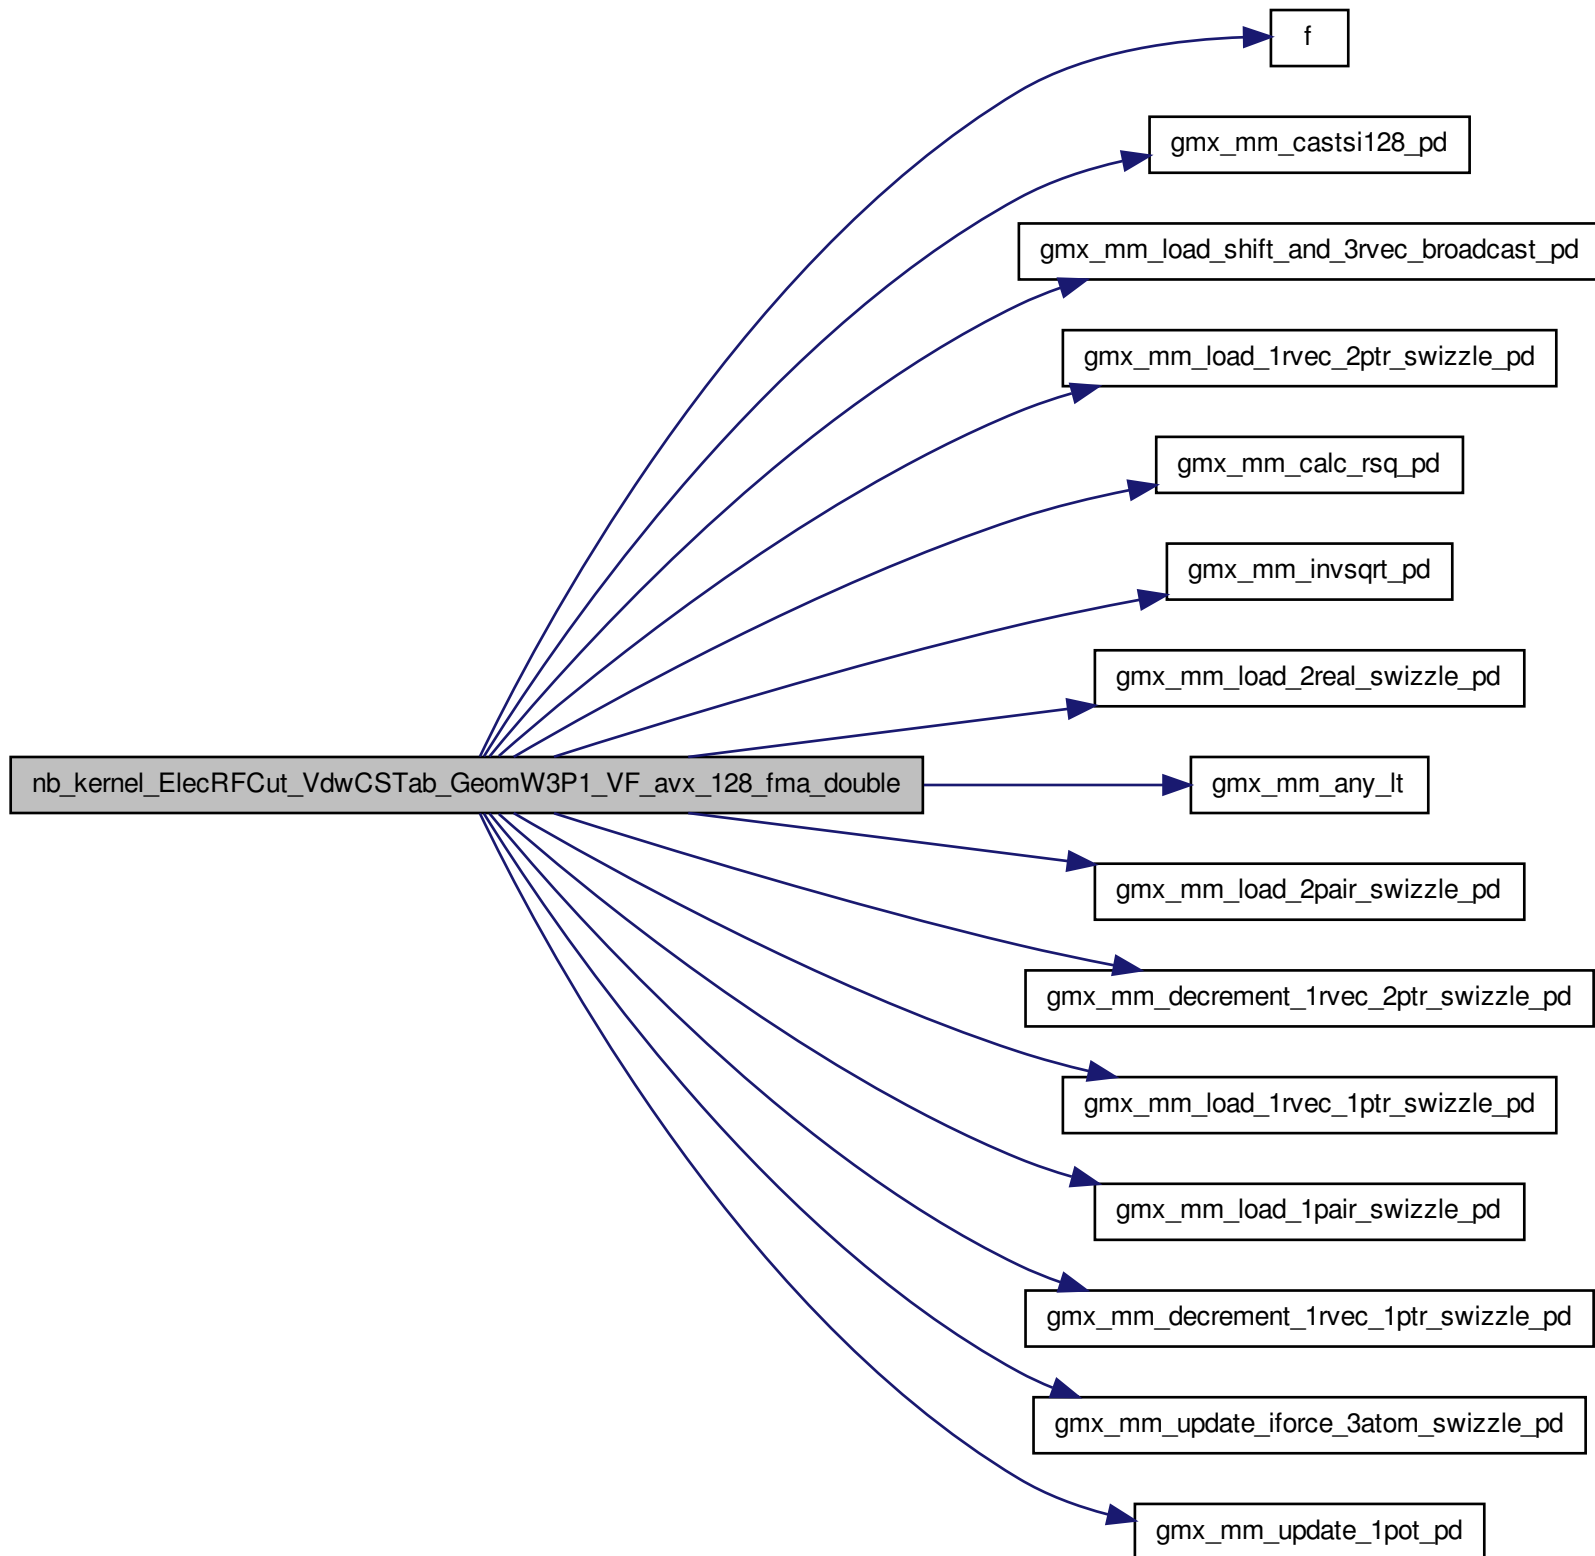 f
gmx_mm_castsi128_pd
gmx_mm_load_shift_and_3rvec_broadcast_pd
gmx_mm_load_1rvec_2ptr_swizzle_pd
gmx_mm_calc_rsq_pd
gmx_mm_invsqrt_pd
gmx_mm_load_2real_swizzle_pd
nb_kernel_ElecRFCut_VdwCSTab_GeomW3P1_VF_avx_128_fma_double
gmx_mm_any_lt
gmx_mm_load_2pair_swizzle_pd
gmx_mm_decrement_1rvec_2ptr_swizzle_pd
gmx_mm_load_1rvec_1ptr_swizzle_pd
gmx_mm_load_1pair_swizzle_pd
gmx_mm_decrement_1rvec_1ptr_swizzle_pd
gmx_mm_update_iforce_3atom_swizzle_pd
gmx_mm_update_1pot_pd